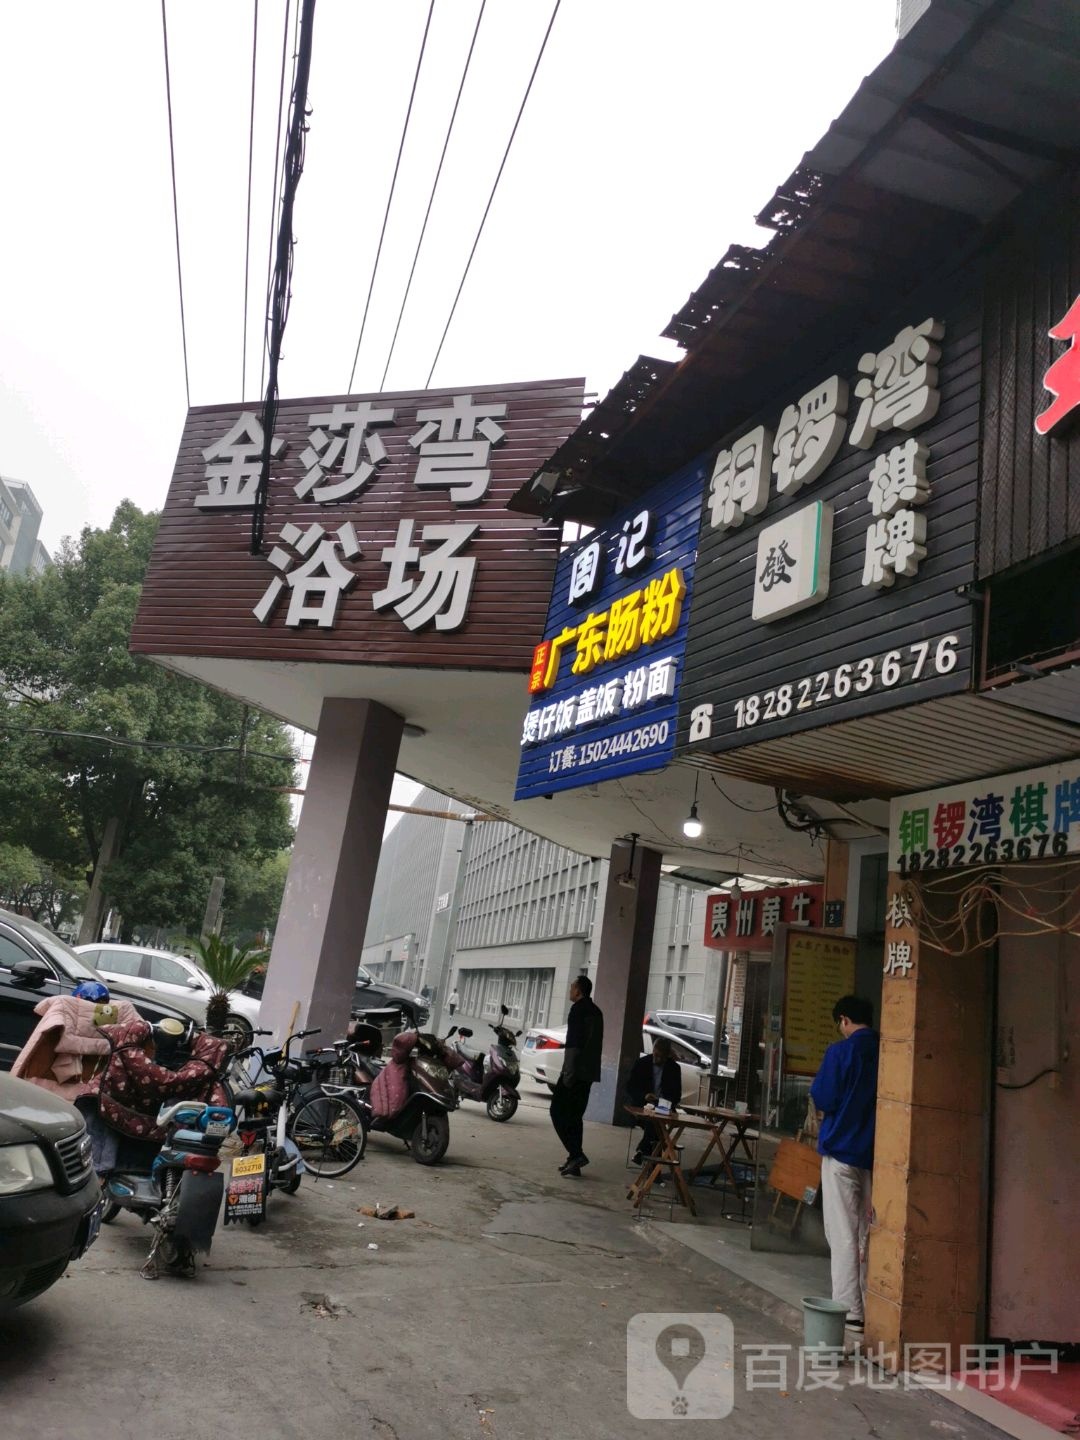 金莎弯
浴场
周记
正宗
广东肠粉
煲仔饭 盖饭 粉面
订餐: 15024442690
铜锣湾
棋牌
發
☎ 18282263676
铜锣湾棋牌
18282263676
棋牌
贵州黄牛
2
百度地图用户